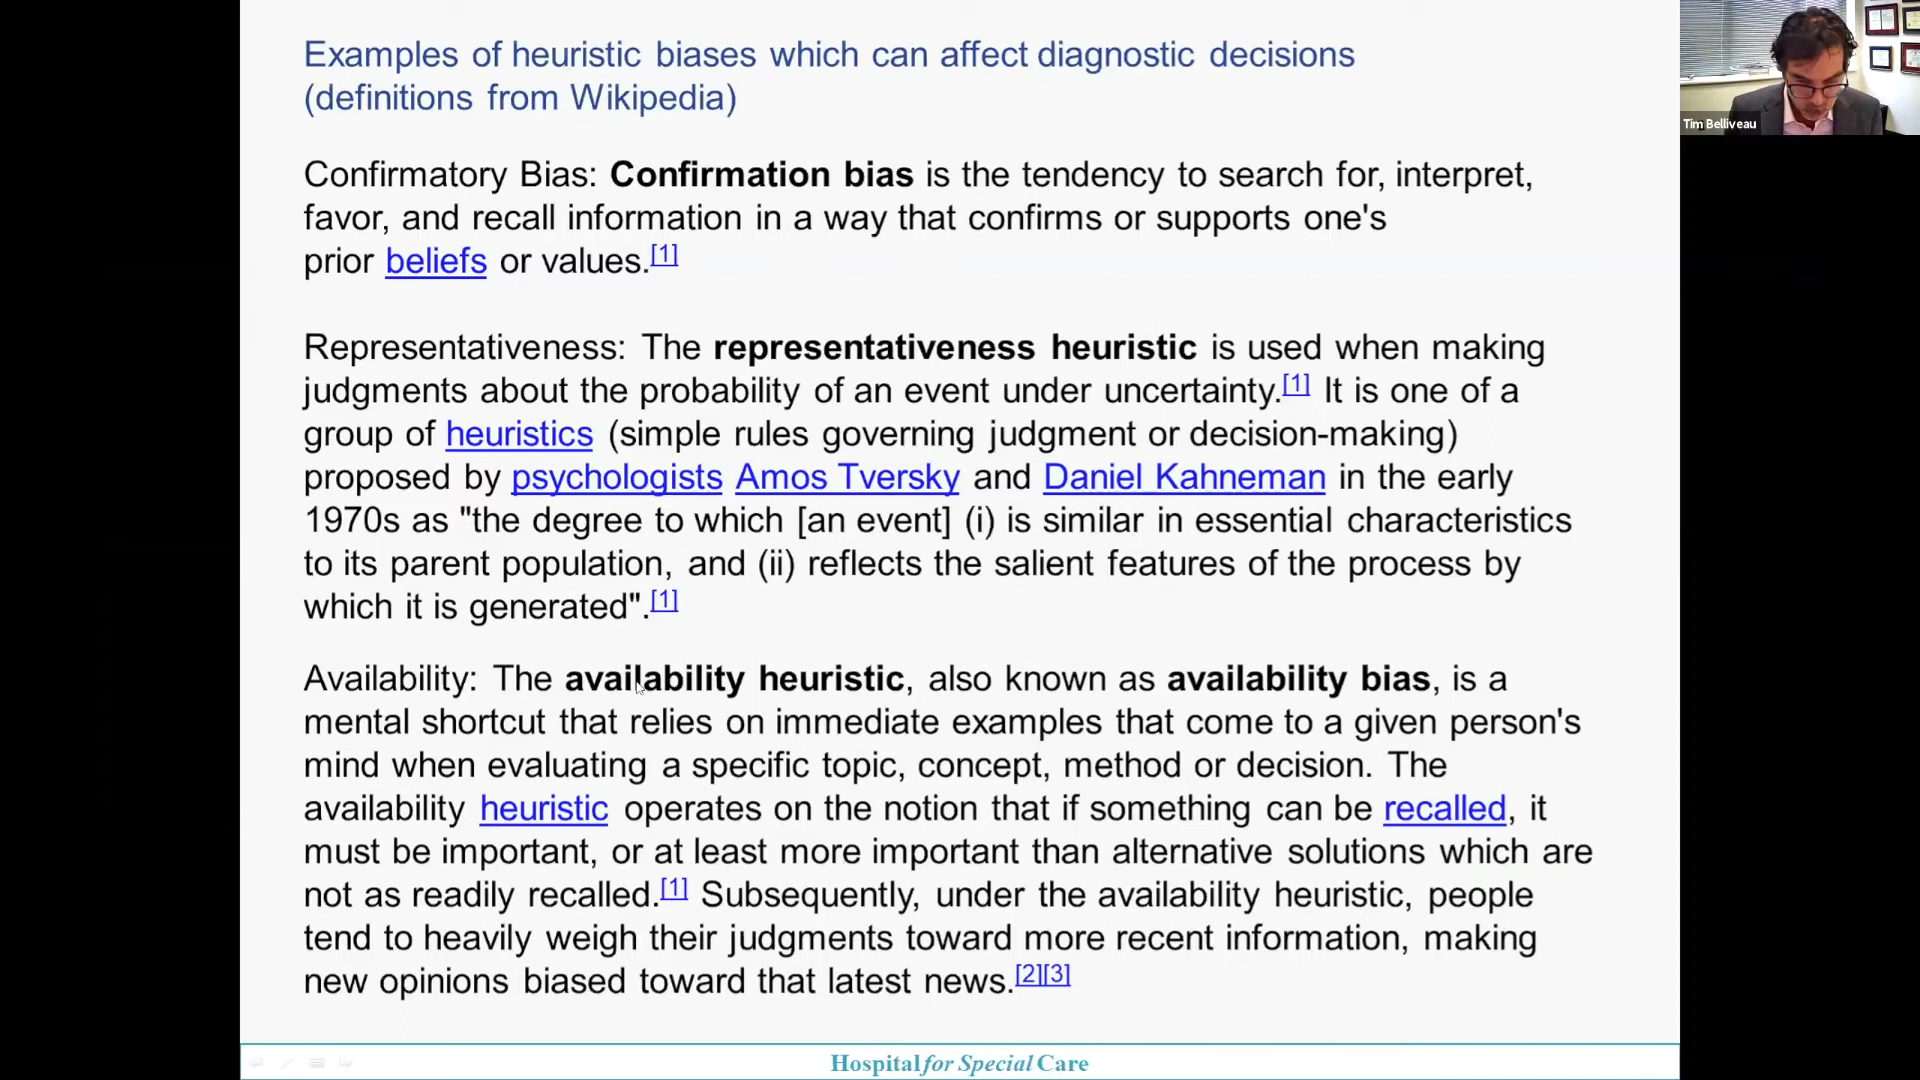 Examples of heuristic biases which can affect diagnostic decisions
(definitions from Wikipedia)
Tim Belliveau
Confirmatory Bias: Confirmation bias is the tendency to search for, interpret,
favor, and recall information in a way that confirms or supports one's
prior beliefs or values.[1]
Representativeness: The representativeness heuristic is used when making
judgments about the probability of an event under uncertainty.[1] It is one of a
group of heuristics (simple rules governing judgment or decision-making)
proposed by psychologists Amos Tversky and Daniel Kahneman in the early
1970s as "the degree to which [an event] (i) is similar in essential characteristics
to its parent population, and (ii) reflects the salient features of the process by
which it is generated".[1]
Availability: The availability heuristic, also known as availability bias, is a
mental shortcut that relies on immediate examples that come to a given person's
mind when evaluating a specific topic, concept, method or decision. The
availability heuristic operates on the notion that if something can be recalled, it
must be important, or at least more important than alternative solutions which are
not as readily recalled.[1] Subsequently, under the availability heuristic, people
tend to heavily weigh their judgments toward more recent information, making
new opinions biased toward that latest news.[2][3]
Hospital for Special Care